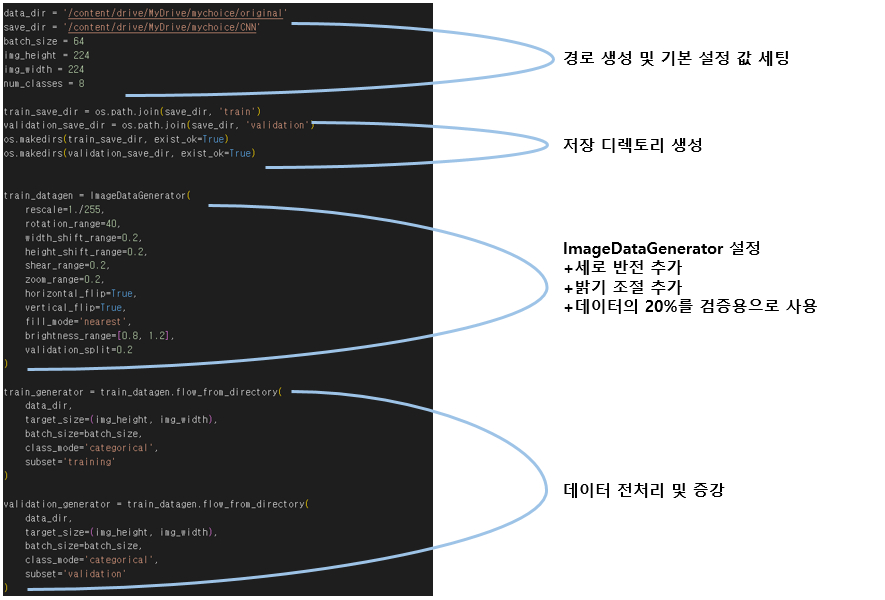 data_dir = '/content/drive/MyDrive/mychoice/original'
save_dir = '/content/drive/MyDrive/mychoice/CNN'
batch_size = 64
img_height = 224
img_width = 224
num_classes = 8
경로 생성 및 기본 설정 값 세팅
train_save_dir = os.path.join(save_dir, 'train')
validation_save_dir = os.path.join(save_dir, 'validation')
os.makedirs(train_save_dir, exist_ok=True)
os.makedirs(validation_save_dir, exist_ok=True)
저장 디렉토리 생성
train_datagen = ImageDataGenerator(
rescale=1./255,
rotation_range=40,
width_shift_range=0.2,
height_shift_range=0.2,
shear_range=0.2,
zoom_range=0.2,
horizontal_flip=True,
vertical_flip=True,
fill_mode='nearest',
brightness_range=[0.8, 1.2],
validation_split=0.2
)
ImageDataGenerator 설정
+세로 반전 추가
+밝기 조절 추가
+데이터의 20%를 검증용으로 사용
train_generator = train_datagen.flow_from_directory(
data_dir,
target_size=(img_height, img_width),
batch_size=batch_size,
class_mode='categorical',
subset='training'
)
validation_generator = train_datagen.flow_from_directory(
data_dir,
target_size=(img_height, img_width),
batch_size=batch_size,
class_mode='categorical',
subset='validation'
)
데이터 전처리 및 증강